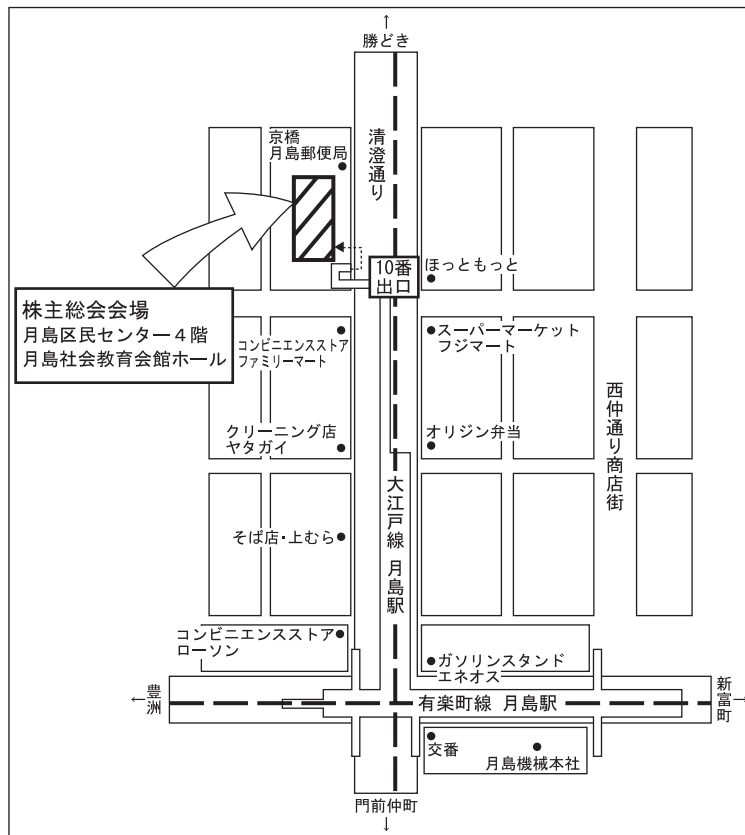 ↑
勝どき
京橋
月島郵便局
清澄通り
10番
出口
ほっともっと
株主総会会場
月島区民センター4階
月島社会教育会館ホール
コンビニエンスストア
ファミリーマート
スーパーマーケット
フジマート
西仲通り商店街
クリーニング店
ヤタガイ
オリジン弁当
大江戸線 月島駅
そば店・上むら
コンビニエンスストア
ローソン
ガソリンスタンド
エネオス
←豊洲
有楽町線 月島駅
新富町→
交番
月島機械本社
門前仲町
↓